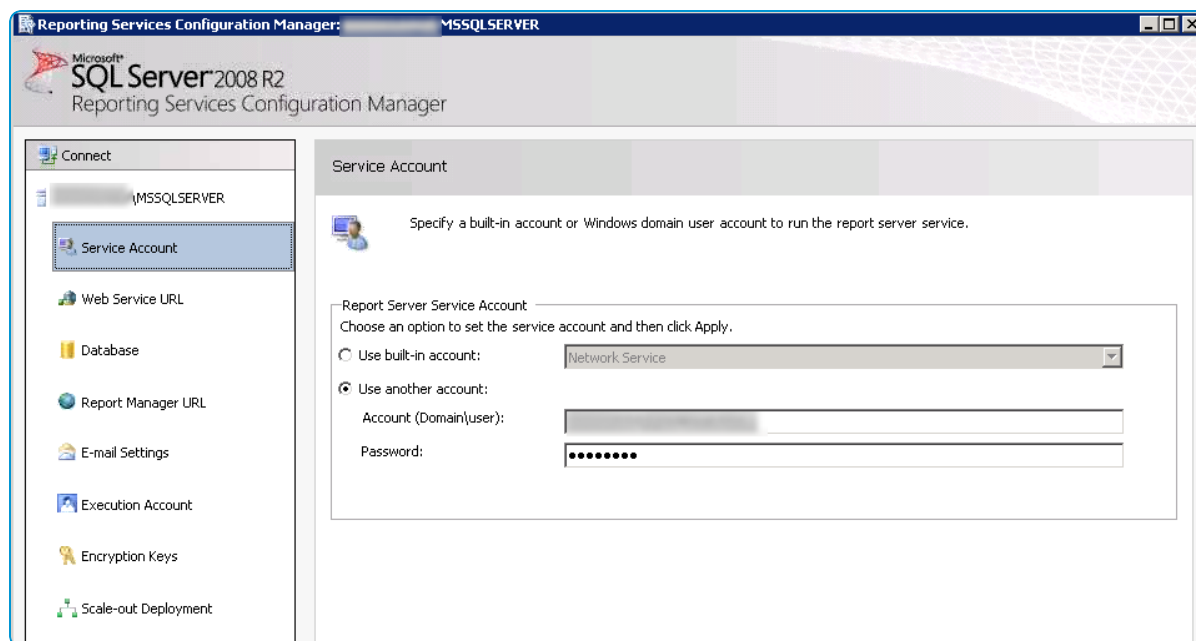 Reporting Services Configuration Manager: MSSQLSERVER
Microsoft®
SQL Server® 2008 R2
Reporting Services Configuration Manager
Connect
\MSSQLSERVER
Service Account
Web Service URL
Database
Report Manager URL
E-mail Settings
Execution Account
Encryption Keys
Scale-out Deployment
Service Account
Specify a built-in account or Windows domain user account to run the report server service.
Report Server Service Account
Choose an option to set the service account and then click Apply.
Use built-in account: Network Service
Use another account:
Account (Domain\user):
Password: ●●●●●●●●